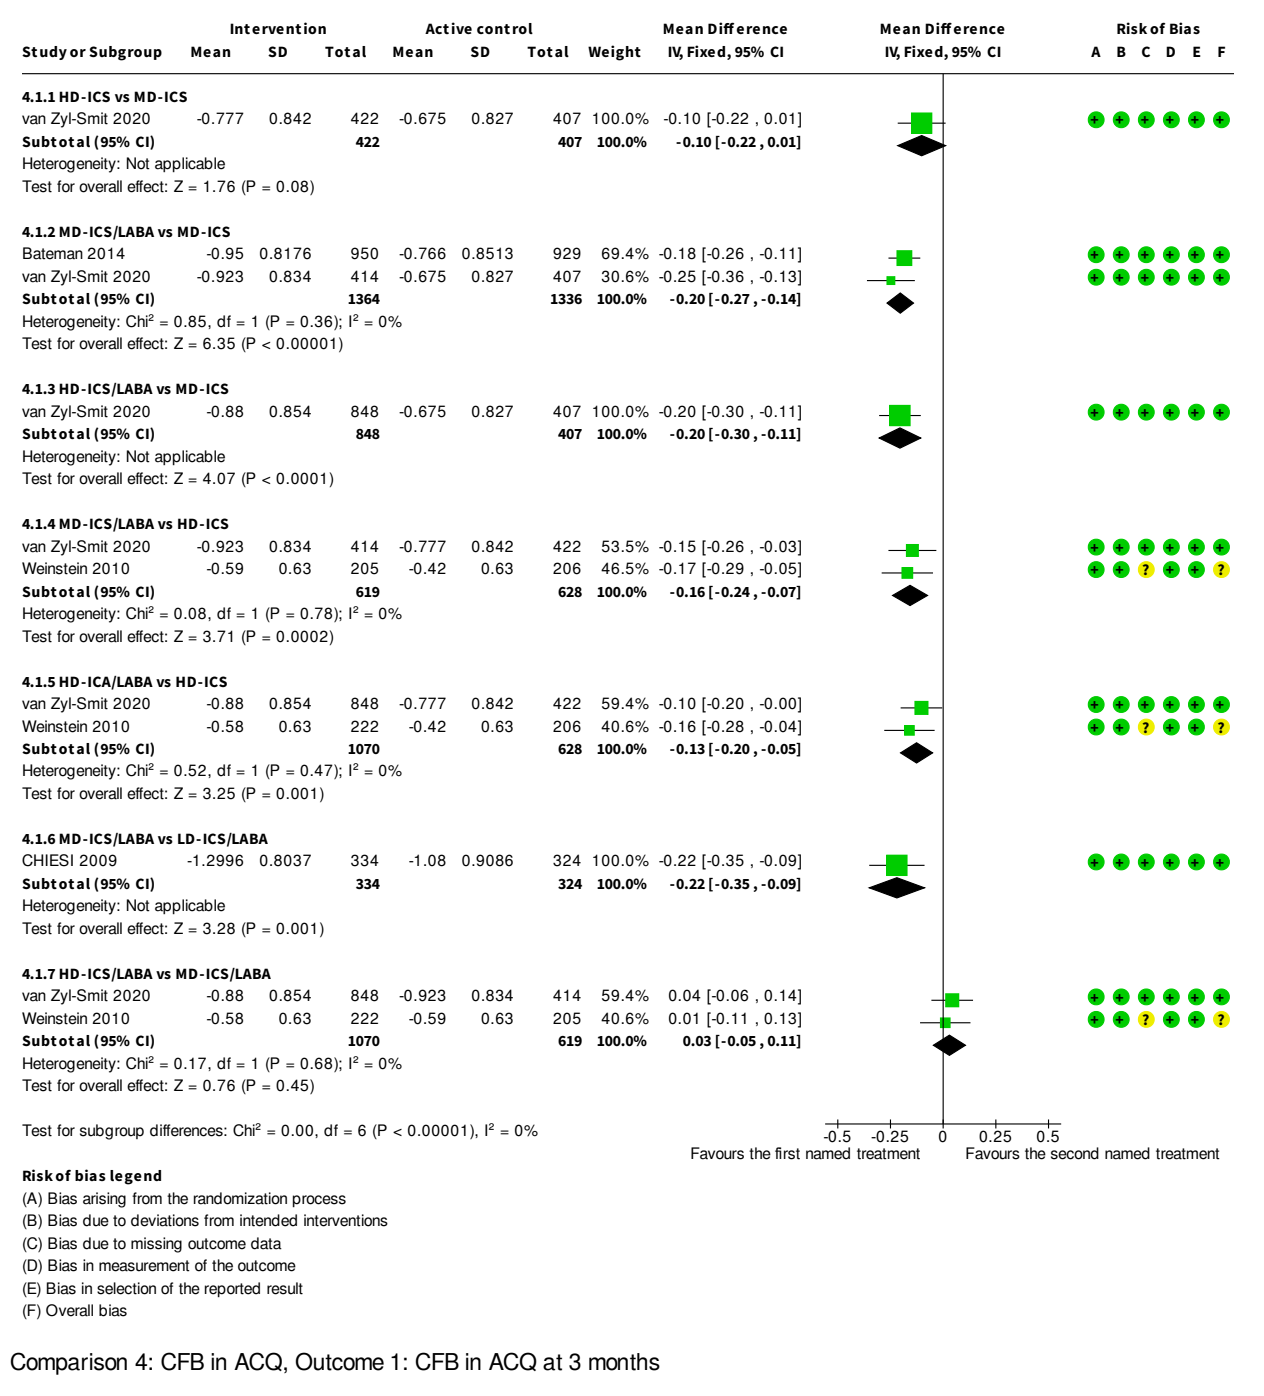 Intervention Active control Mean Difference Mean Difference Risk of Bias
Study or Subgroup Mean SD Total Mean SD Total Weight IV, Fixed, 95% CI IV, Fixed, 95% CI A B C D E F
4.1.1 HD-ICS vs MD-ICS
van Zyl-Smit 2020 -0.777 0.842 422 -0.675 0.827 407 100.0% -0.10 [-0.22 , 0.01] + + + + + +
Subtotal (95% CI) 422 407 100.0% -0.10 [-0.22 , 0.01]
Heterogeneity: Not applicable
Test for overall effect: Z = 1.76 (P = 0.08)
4.1.2 MD-ICS/LABA vs MD-ICS
Bateman 2014 -0.95 0.8176 950 -0.766 0.8513 929 69.4% -0.18 [-0.26 , -0.11] + + + + + +
van Zyl-Smit 2020 -0.923 0.834 414 -0.675 0.827 407 30.6% -0.25 [-0.36 , -0.13] + + + + + +
Subtotal (95% CI) 1364 1336 100.0% -0.20 [-0.27 , -0.14]
Heterogeneity: Chi² = 0.85, df = 1 (P = 0.36); I² = 0%
Test for overall effect: Z = 6.35 (P < 0.00001)
4.1.3 HD-ICS/LABA vs MD-ICS
van Zyl-Smit 2020 -0.88 0.854 848 -0.675 0.827 407 100.0% -0.20 [-0.30 , -0.11] + + + + + +
Subtotal (95% CI) 848 407 100.0% -0.20 [-0.30 , -0.11]
Heterogeneity: Not applicable
Test for overall effect: Z = 4.07 (P < 0.0001)
4.1.4 MD-ICS/LABA vs HD-ICS
van Zyl-Smit 2020 -0.923 0.834 414 -0.777 0.842 422 53.5% -0.15 [-0.26 , -0.03] + + + + + +
Weinstein 2010 -0.59 0.63 205 -0.42 0.63 206 46.5% -0.17 [-0.29 , -0.05] + + ? + + ?
Subtotal (95% CI) 619 628 100.0% -0.16 [-0.24 , -0.07]
Heterogeneity: Chi² = 0.08, df = 1 (P = 0.78); I² = 0%
Test for overall effect: Z = 3.71 (P = 0.0002)
4.1.5 HD-ICA/LABA vs HD-ICS
van Zyl-Smit 2020 -0.88 0.854 848 -0.777 0.842 422 59.4% -0.10 [-0.20 , -0.00] + + + + + +
Weinstein 2010 -0.58 0.63 222 -0.42 0.63 206 40.6% -0.16 [-0.28 , -0.04] + + ? + + ?
Subtotal (95% CI) 1070 628 100.0% -0.13 [-0.20 , -0.05]
Heterogeneity: Chi² = 0.52, df = 1 (P = 0.47); I² = 0%
Test for overall effect: Z = 3.25 (P = 0.001)
4.1.6 MD-ICS/LABA vs LD-ICS/LABA
CHIESI 2009 -1.2996 0.8037 334 -1.08 0.9086 324 100.0% -0.22 [-0.35 , -0.09] + + + + + +
Subtotal (95% CI) 334 324 100.0% -0.22 [-0.35 , -0.09]
Heterogeneity: Not applicable
Test for overall effect: Z = 3.28 (P = 0.001)
4.1.7 HD-ICS/LABA vs MD-ICS/LABA
van Zyl-Smit 2020 -0.88 0.854 848 -0.923 0.834 414 59.4% 0.04 [-0.06 , 0.14] + + + + + +
Weinstein 2010 -0.58 0.63 222 -0.59 0.63 205 40.6% 0.01 [-0.11 , 0.13] + + ? + + ?
Subtotal (95% CI) 1070 619 100.0% 0.03 [-0.05 , 0.11]
Heterogeneity: Chi² = 0.17, df = 1 (P = 0.68); I² = 0%
Test for overall effect: Z = 0.76 (P = 0.45)
Test for subgroup differences: Chi² = 0.00, df = 6 (P < 0.00001), I² = 0%
-0.5 -0.25 0 0.25 0.5
Favours the first named treatment Favours the second named treatment
Risk of bias legend
(A) Bias arising from the randomization process
(B) Bias due to deviations from intended interventions
(C) Bias due to missing outcome data
(D) Bias in measurement of the outcome
(E) Bias in selection of the reported result
(F) Overall bias
Comparison 4: CFB in ACQ, Outcome 1: CFB in ACQ at 3 months